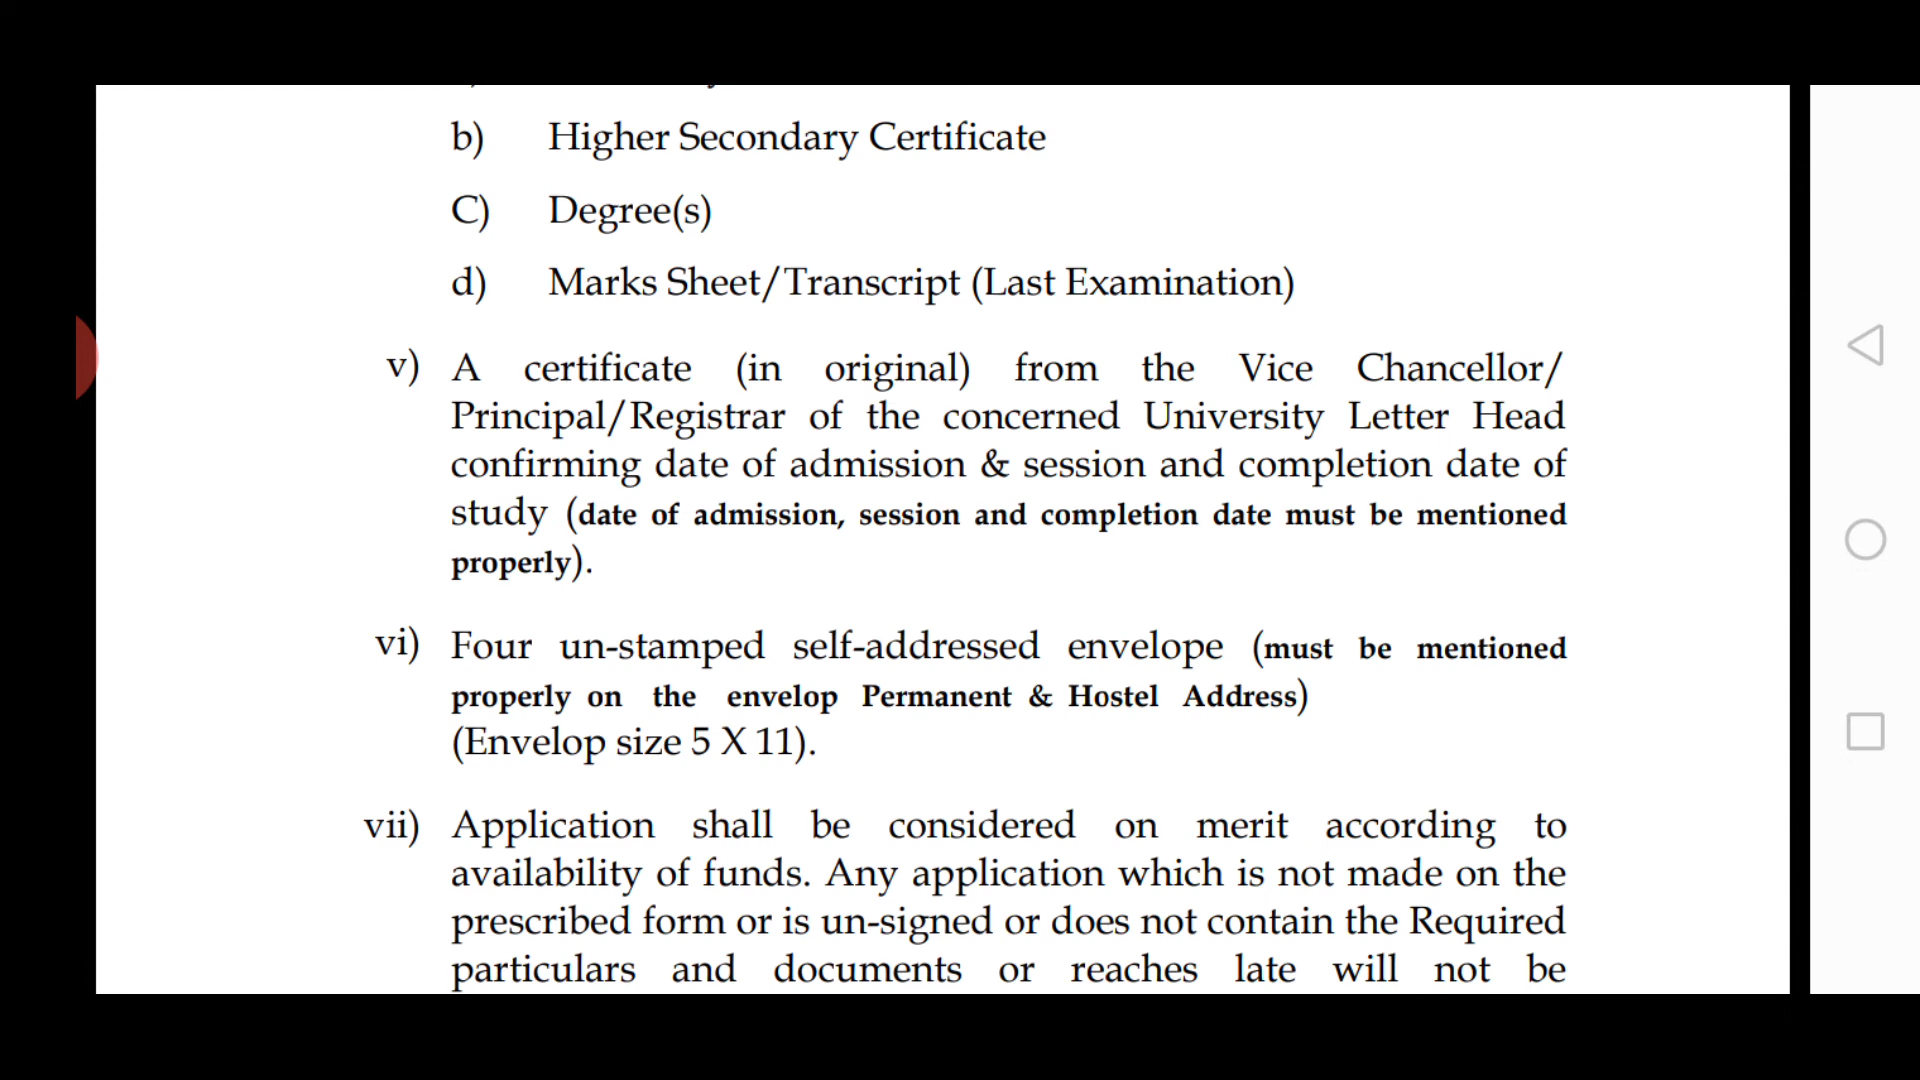 b) Higher Secondary Certificate
C) Degree(s)
d) Marks Sheet/Transcript (Last Examination)
v) A certificate (in original) from the Vice Chancellor/
Principal/Registrar of the concerned University Letter Head
confirming date of admission & session and completion date of
study (date of admission, session and completion date must be mentioned
properly).
vi) Four un-stamped self-addressed envelope (must be mentioned
properly on the envelop Permanent & Hostel Address)
(Envelop size 5 X 11).
vii) Application shall be considered on merit according to
availability of funds. Any application which is not made on the
prescribed form or is un-signed or does not contain the Required
particulars and documents or reaches late will not be